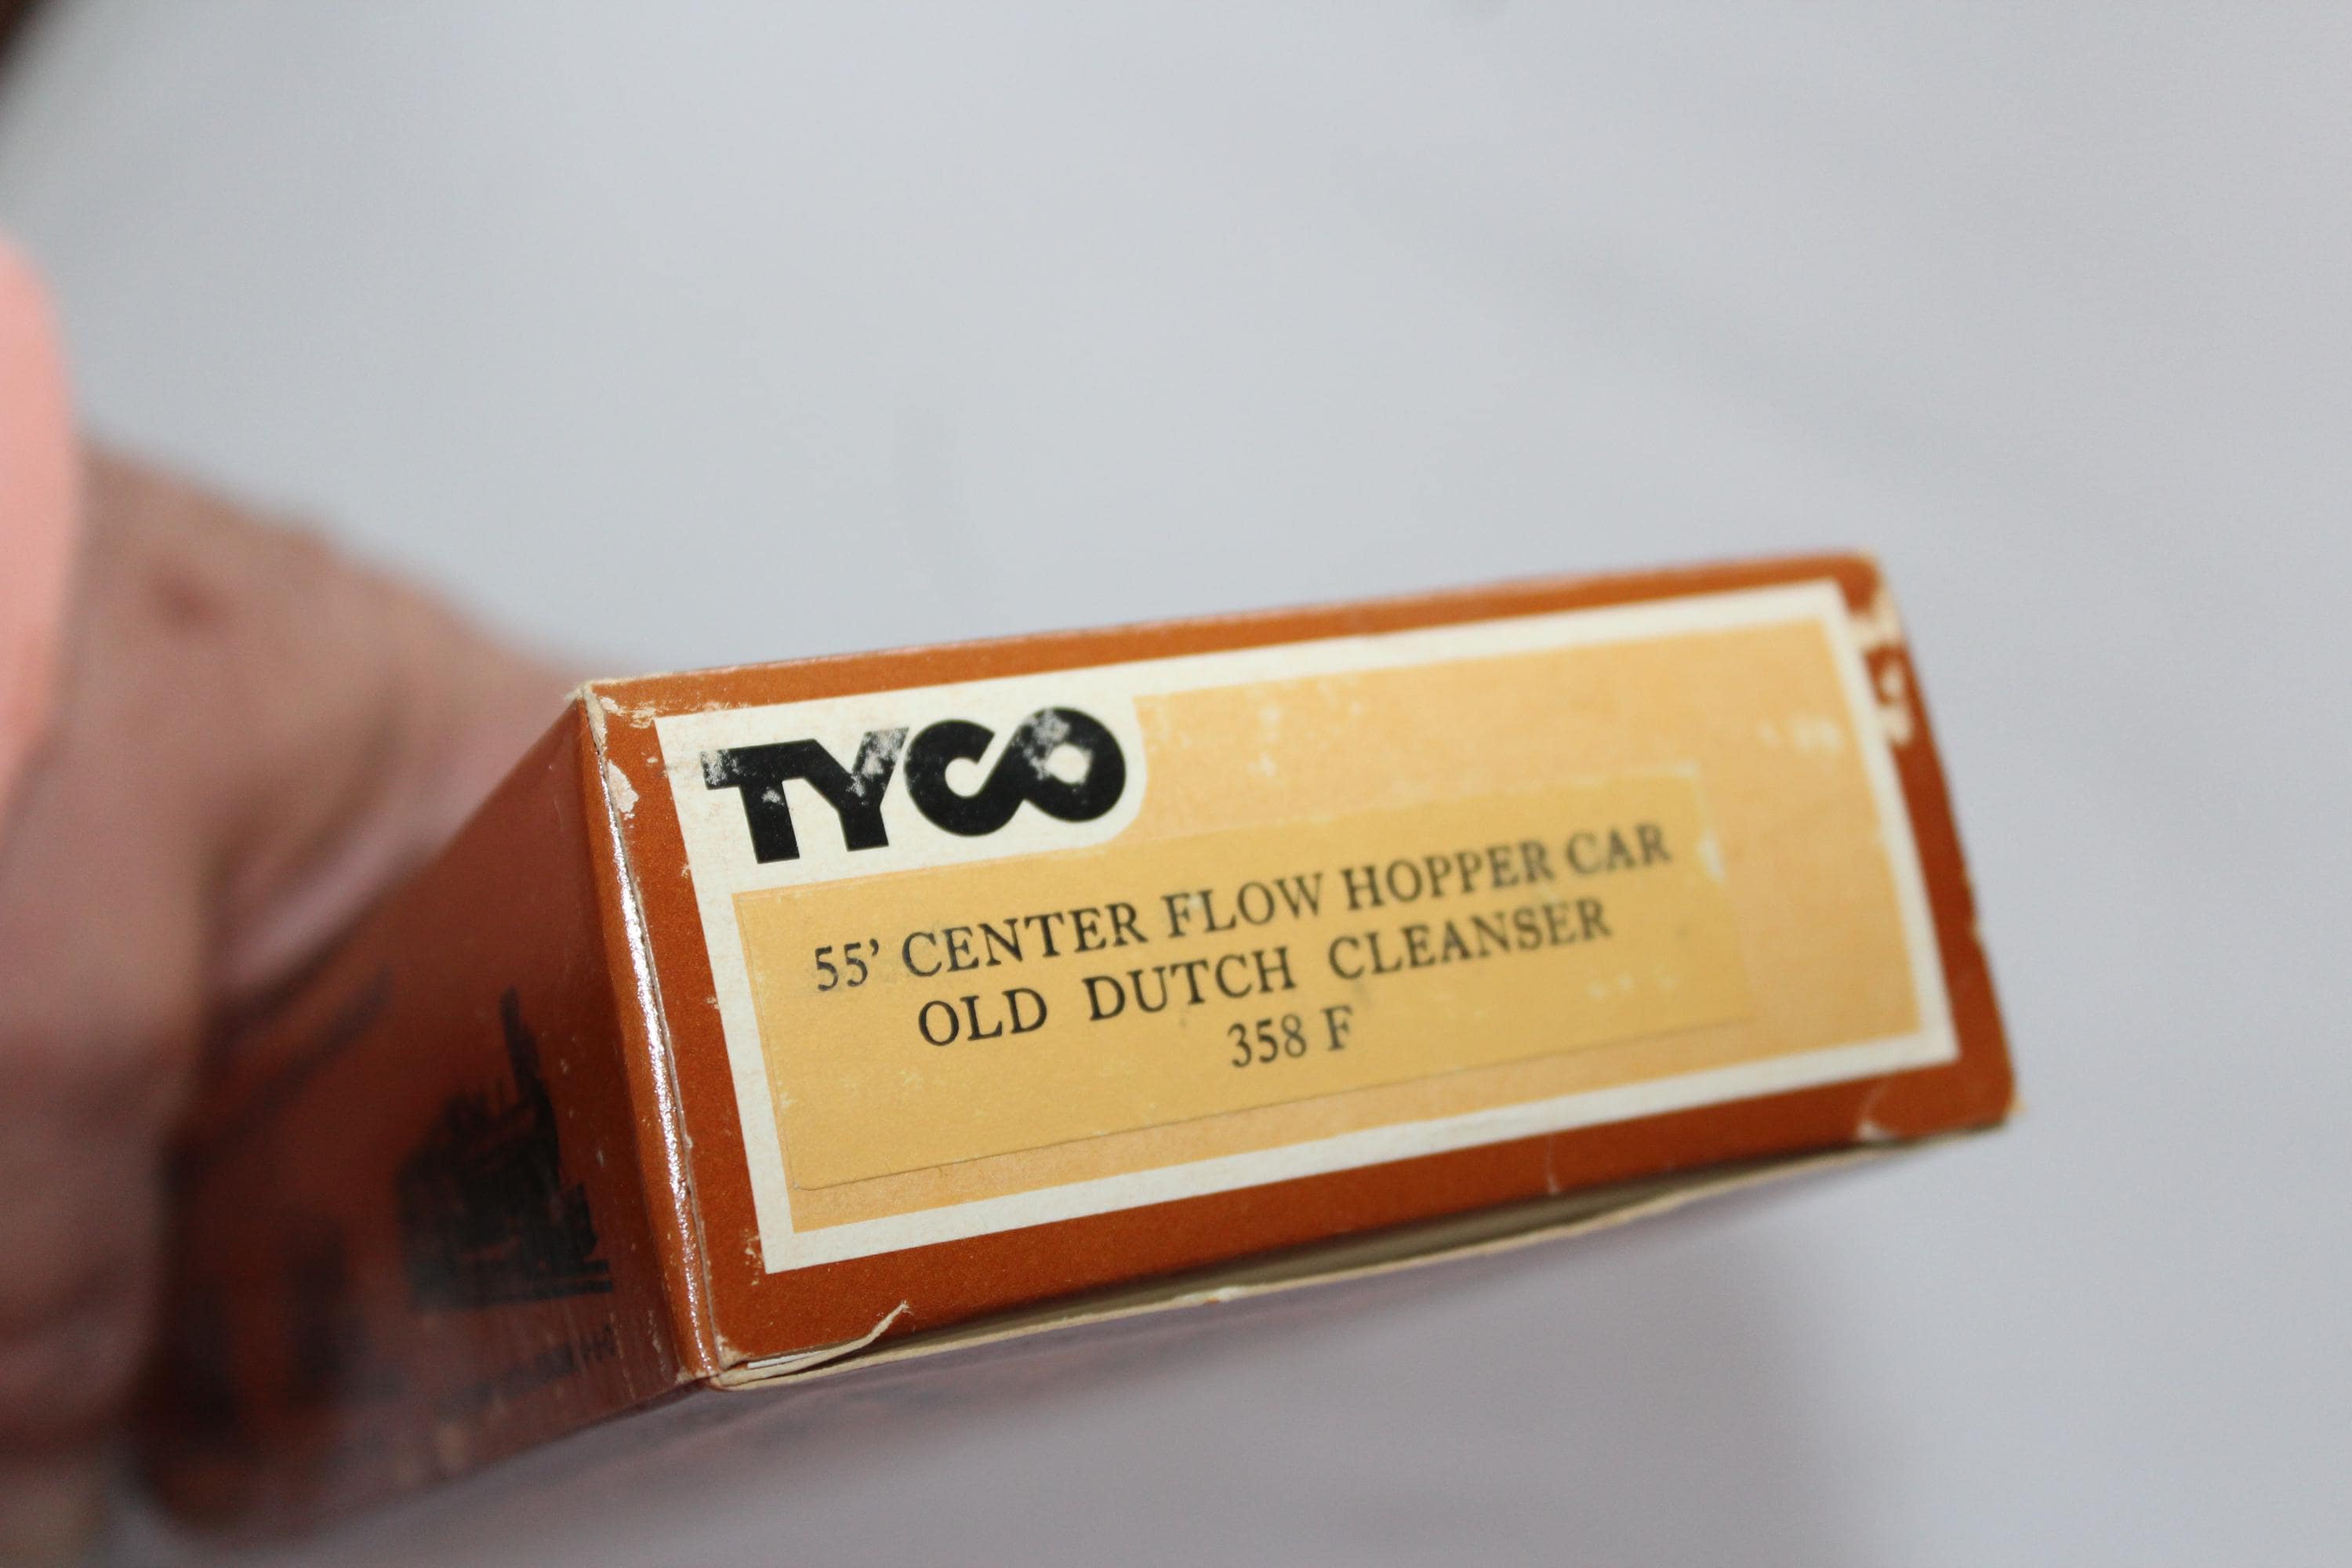 TYCO
55' CENTER FLOW HOPPER CAR
OLD DUTCH CLEANSER
358 F